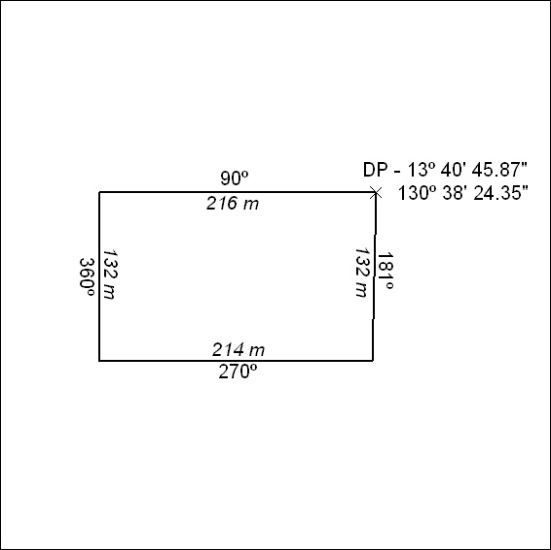 DP - 13º 40' 45.87"
130º 38' 24.35"
90º
216 m
360º
132 m
132 m
181º
214 m
270º